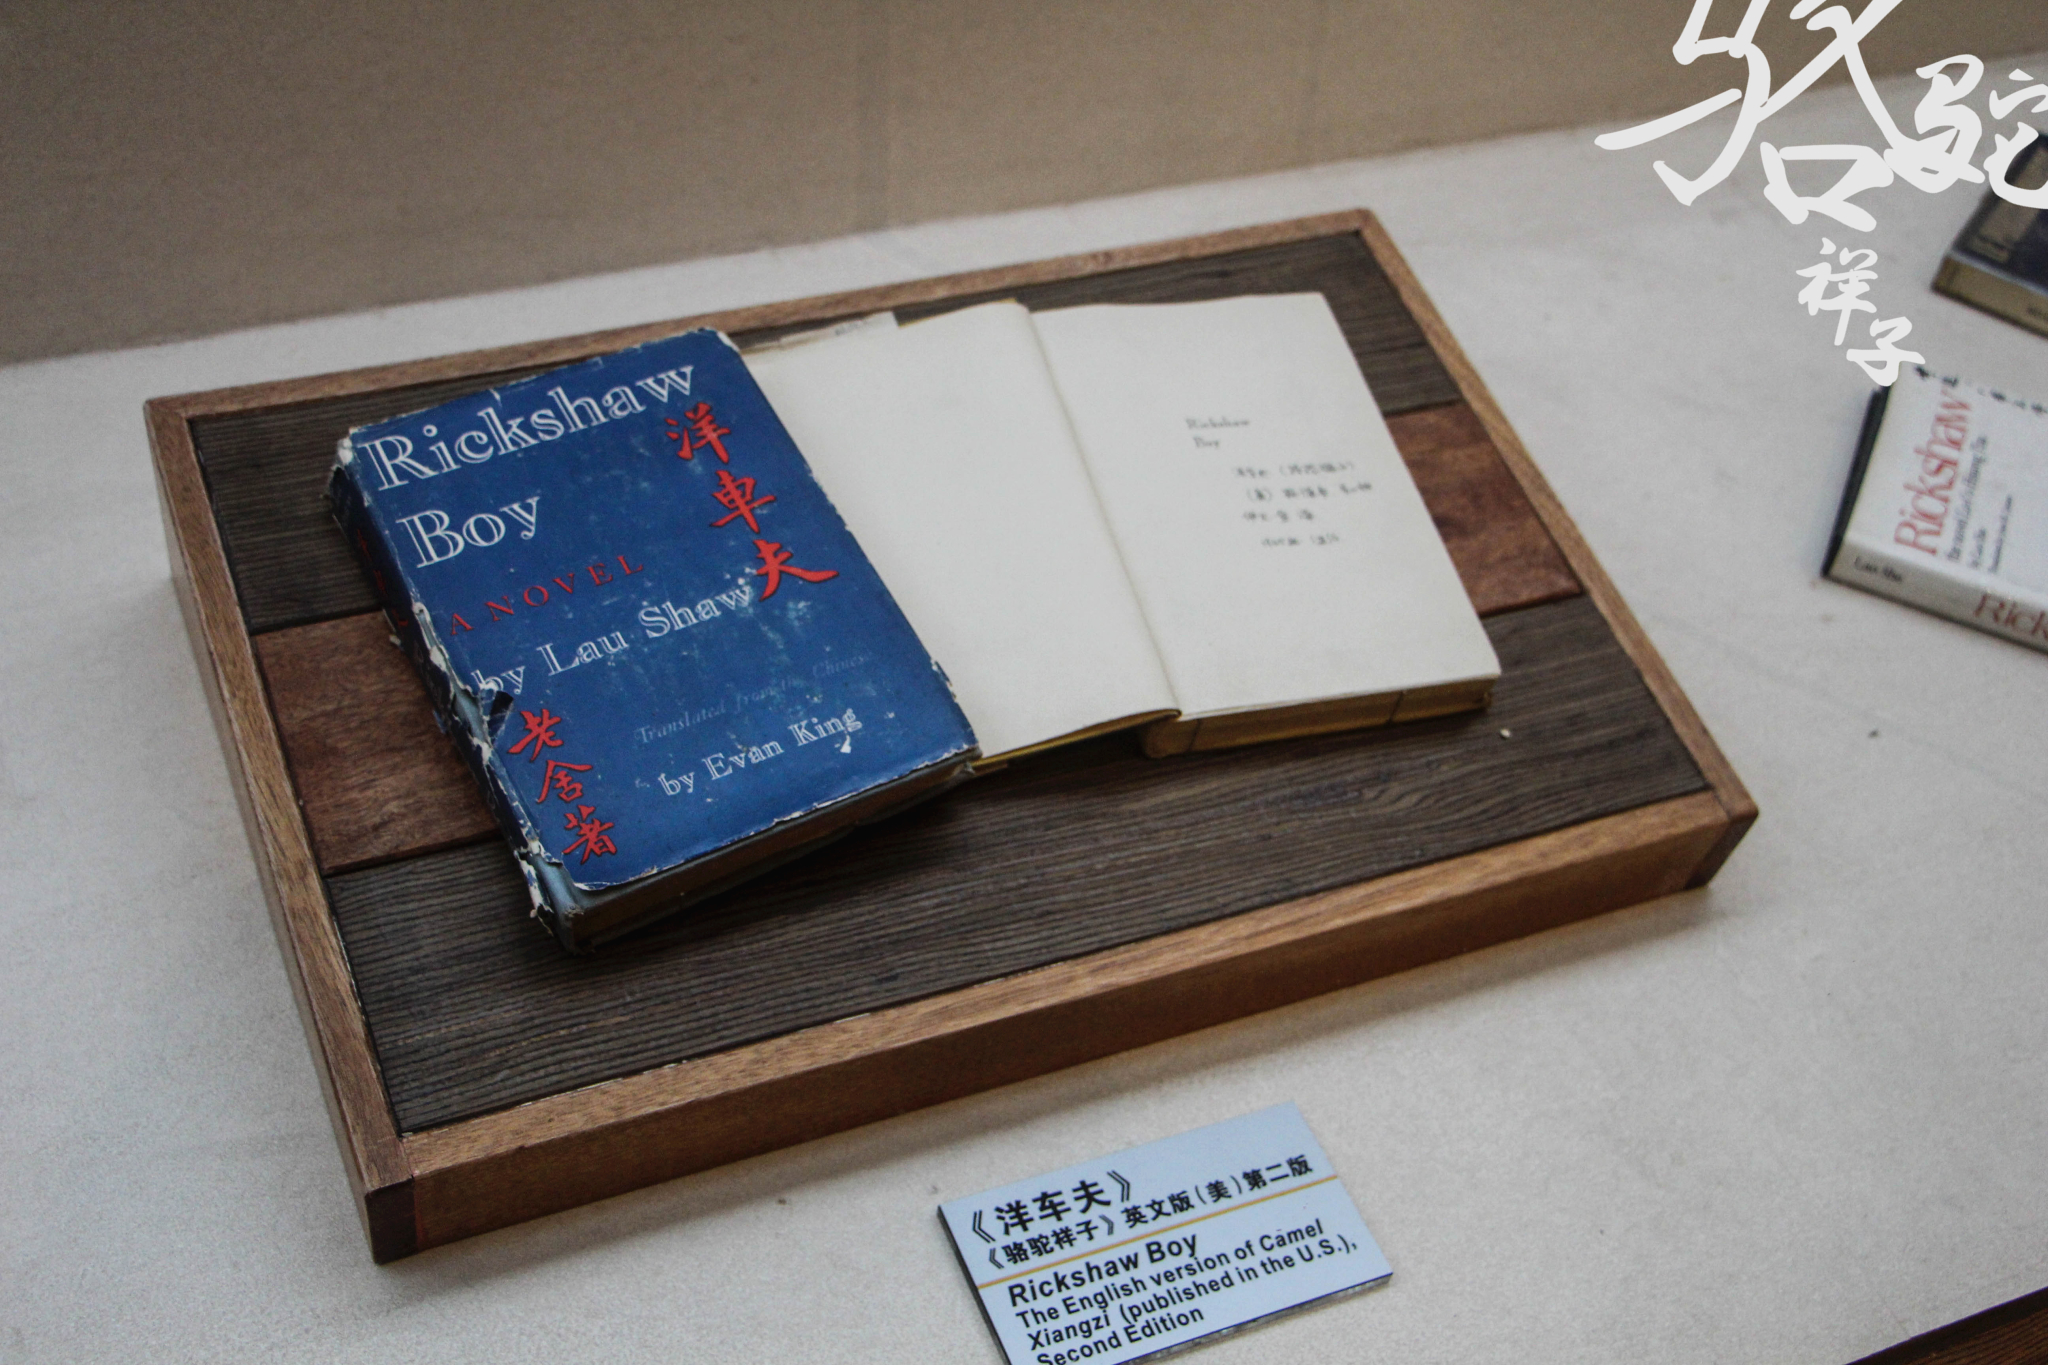 骆驼
祥子
Rickshaw
Boy
A NOVEL
by Lau Shaw
Translated from the Chinese
by Evan King
洋車夫
老舍著
Rickshaw
Boy
Rickshaw
Lau Shaw
《洋车夫》
《骆驼祥子》英文版(美)第二版
Rickshaw Boy
The English version of Camel
Xiangzi (published in the U.S.),
Second Edition